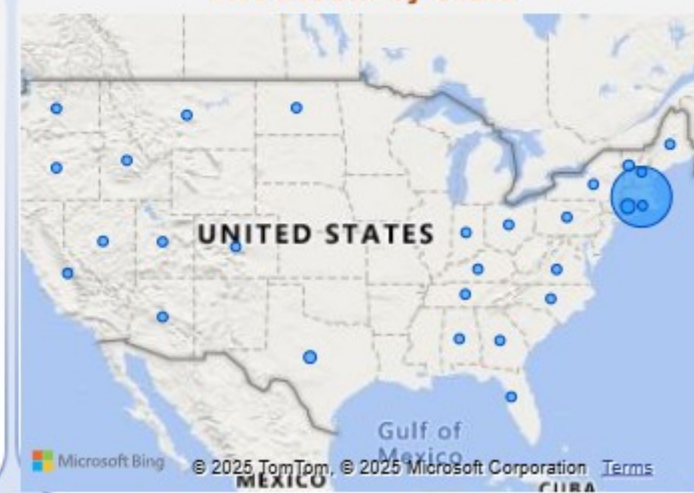 UNITED STATES
Gulf of
Mexico
Microsoft Bing
© 2025 TomTom, © 2025 Microsoft Corporation Terms
MEXICO
CUBA